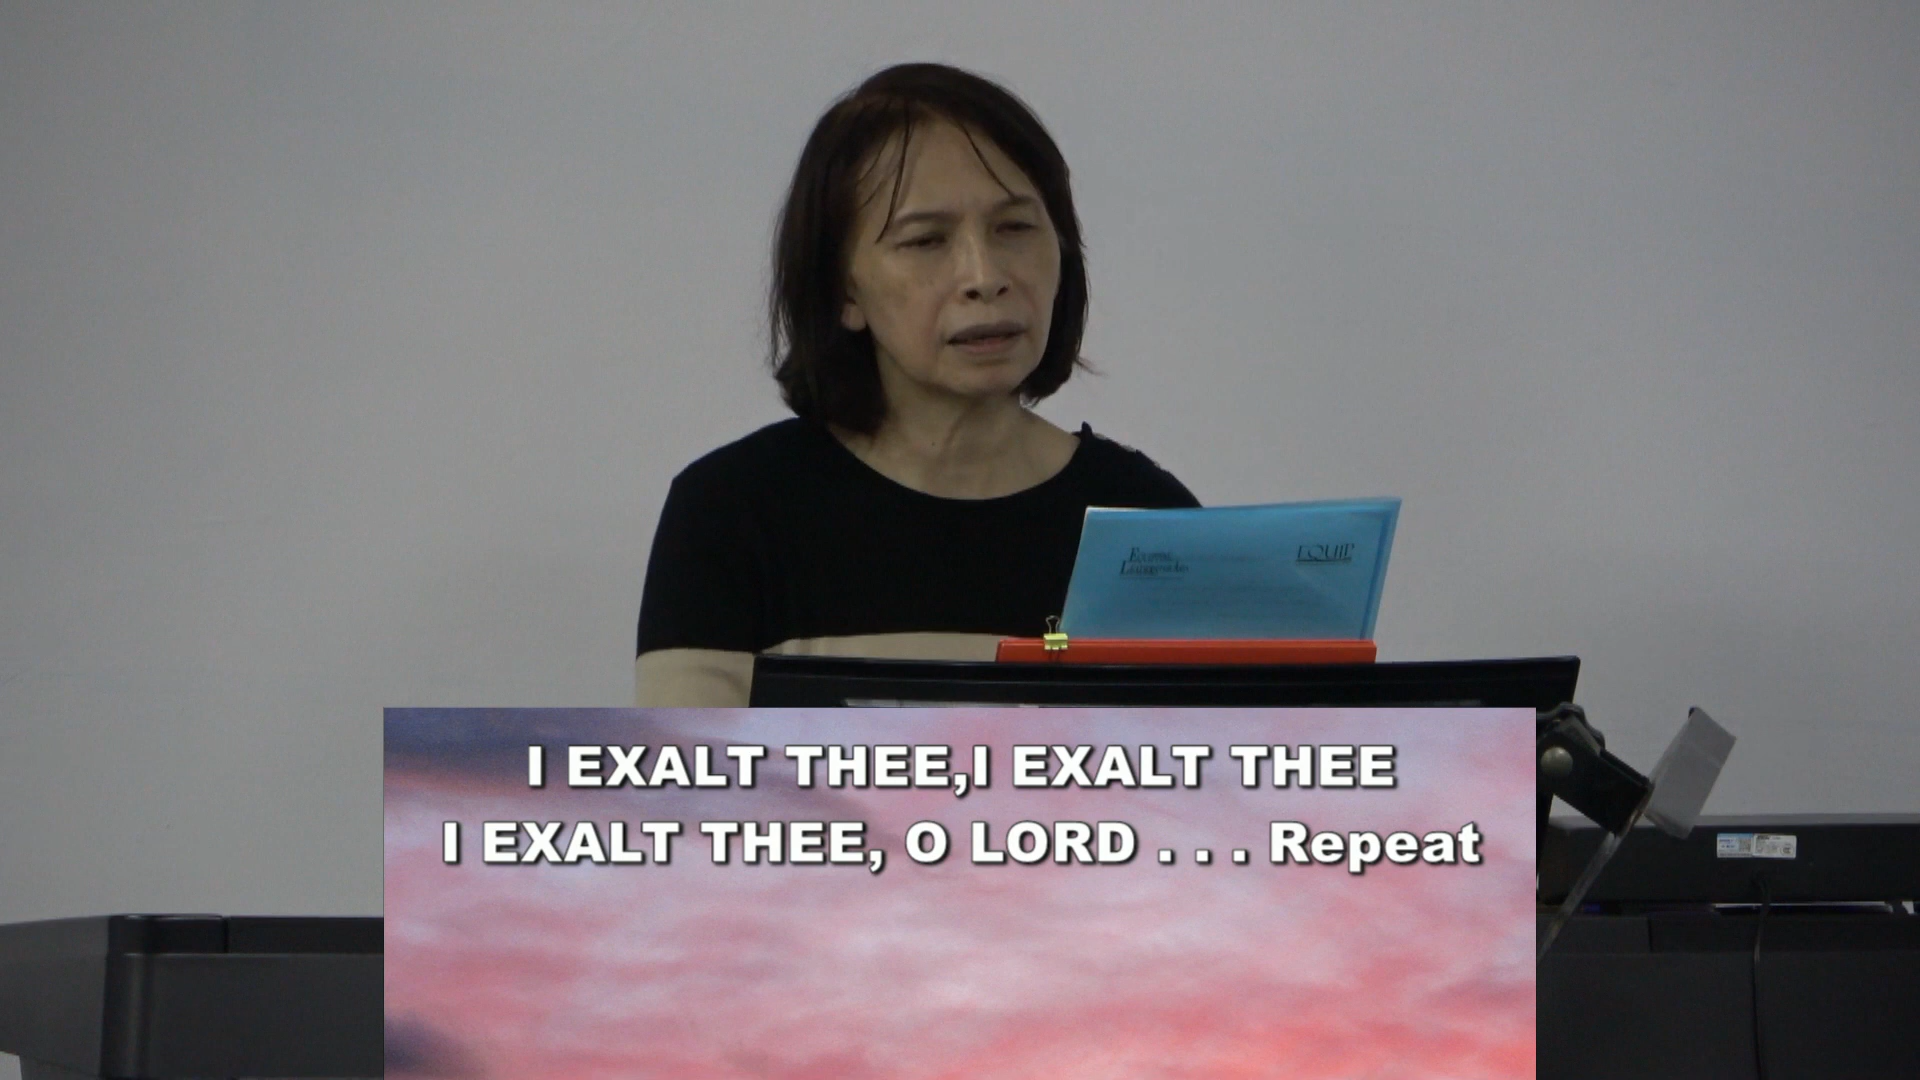 EQUIP
I EXALT THEE,I EXALT THEE
I EXALT THEE, O LORD . . . Repeat